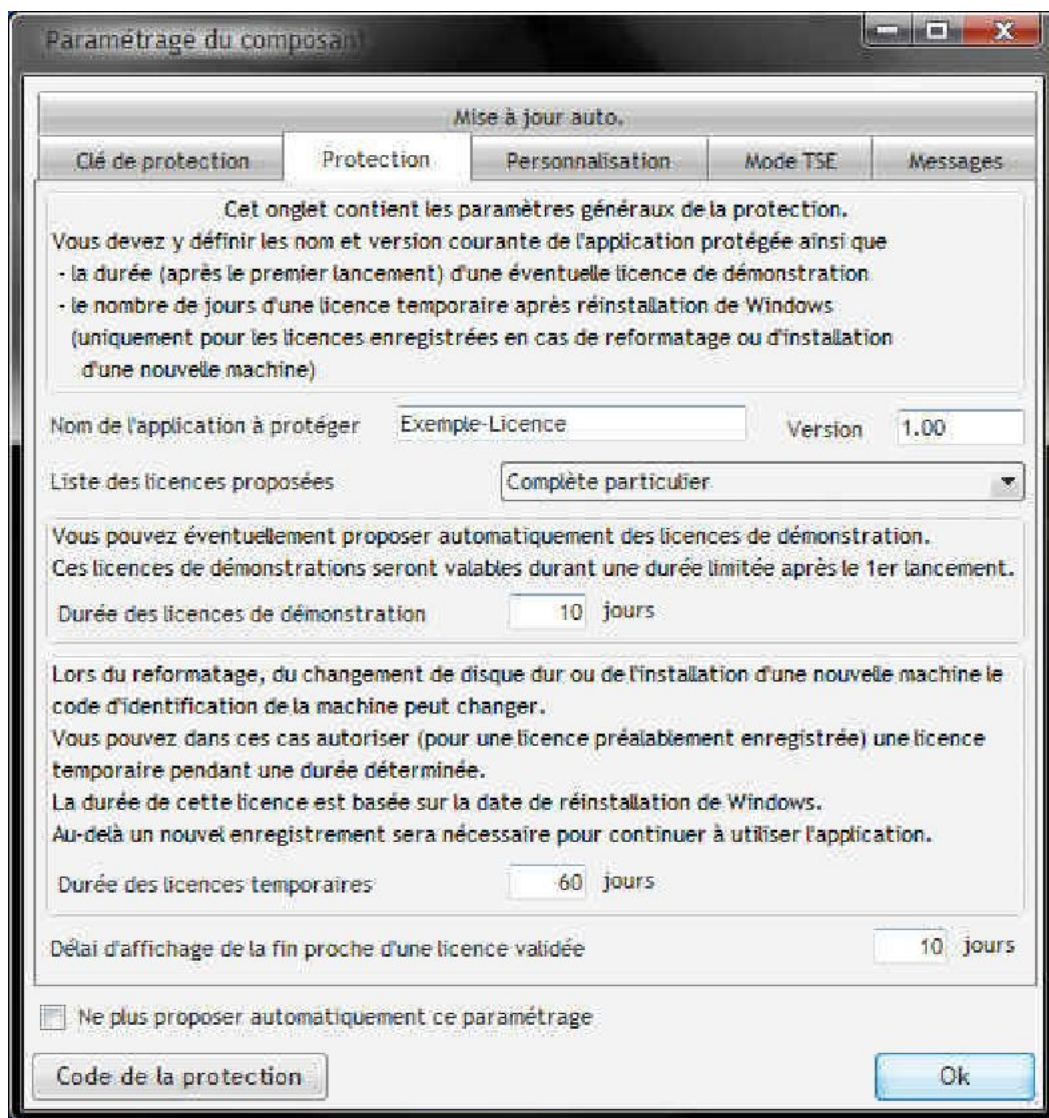 Paramétrage du composant
Mise à jour auto.
Clé de protection
Protection
Personnalisation
Mode TSE
Messages
Cet onglet contient les paramètres généraux de la protection.
Vous devez y définir les nom et version courante de l'application protégée ainsi que
- la durée (après le premier lancement) d'une éventuelle licence de démonstration
- le nombre de jours d'une licence temporaire après réinstallation de Windows
(uniquement pour les licences enregistrées en cas de reformatage ou d'installation
d'une nouvelle machine)
Nom de l'application à protéger Exemple-Licence Version 1.00
Liste des licences proposées Complète particulier
Vous pouvez éventuellement proposer automatiquement des licences de démonstration.
Ces licences de démonstrations seront valables durant une durée limitée après le 1er lancement.
Durée des licences de démonstration 10 jours
Lors du reformatage, du changement de disque dur ou de l'installation d'une nouvelle machine le
code d'identification de la machine peut changer.
Vous pouvez dans ces cas autoriser (pour une licence préalablement enregistrée) une licence
temporaire pendant une durée déterminée.
La durée de cette licence est basée sur la date de réinstallation de Windows.
Au-delà un nouvel enregistrement sera nécessaire pour continuer à utiliser l'application.
Durée des licences temporaires 60 jours
Délai d'affichage de la fin proche d'une licence validée 10 jours
Ne plus proposer automatiquement ce paramétrage
Code de la protection
Ok